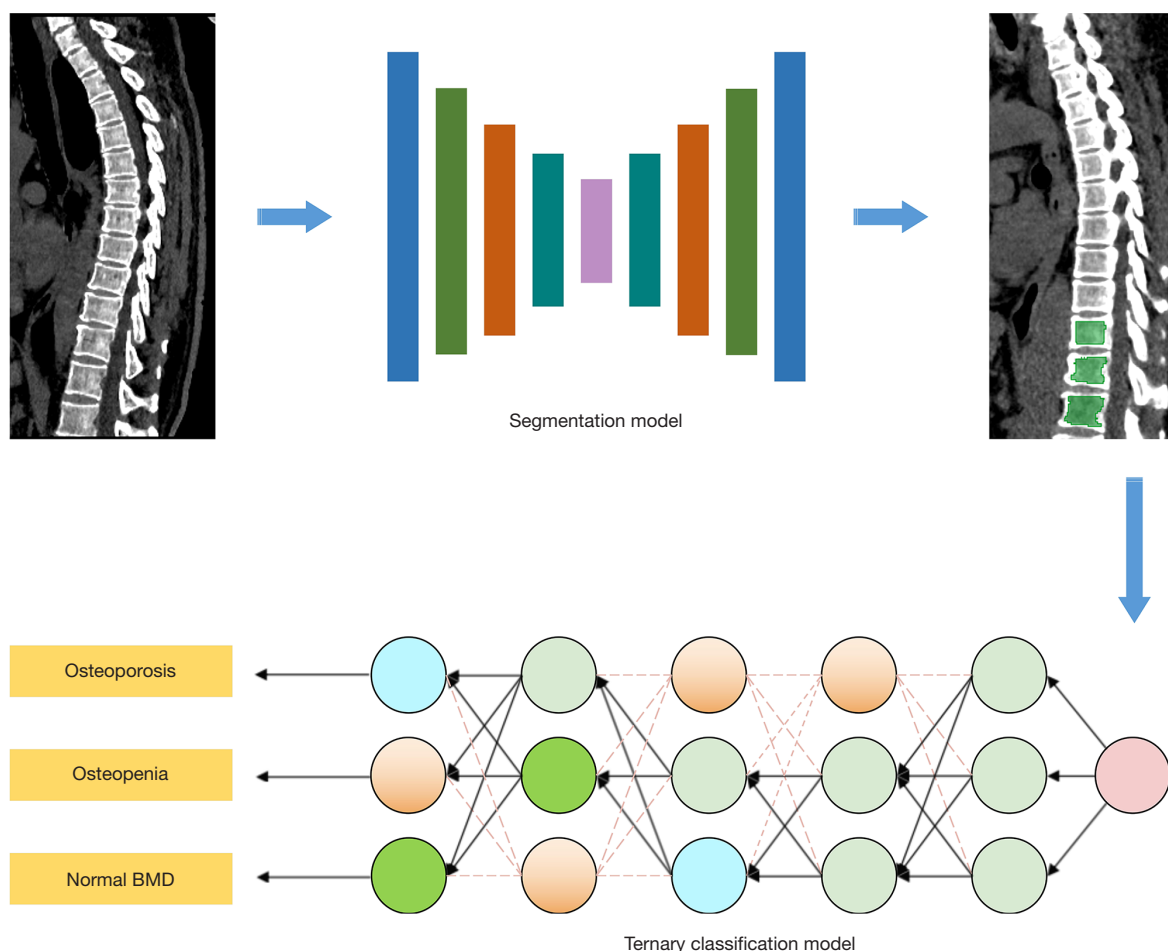 Segmentation model
Osteoporosis
Osteopenia
Normal BMD
Ternary classification model